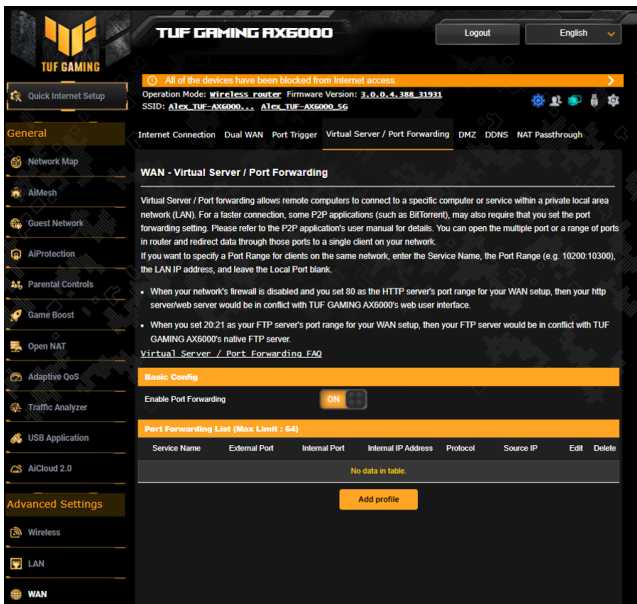 TUF GAMING
TUF GAMING AX6000
Logout
English
All of the devices have been blocked from Internet access.
Quick Internet Setup
Operation Mode: Wireless router Firmware Version: 3.0.0.4.388_31931
SSID: Alex_TUF-AX6000... Alex_TUF-AX6000_5G
General
Network Map
AiMesh
Guest Network
AiProtection
Parental Controls
Game Boost
Open NAT
Adaptive QoS
Traffic Analyzer
USB Application
AiCloud 2.0
Advanced Settings
Wireless
LAN
WAN
Internet Connection Dual WAN Port Trigger Virtual Server / Port Forwarding DMZ DDNS NAT Passthrough
WAN - Virtual Server / Port Forwarding
Virtual Server / Port forwarding allows remote computers to connect to a specific computer or service within a private local area
network (LAN). For a faster connection, some P2P applications (such as BitTorrent), may also require that you set the port
forwarding setting. Please refer to the P2P application's user manual for details. You can open the multiple port or a range of ports
in router and redirect data through those ports to a single client on your network.
If you want to specify a Port Range for clients on the same network, enter the Service Name, the Port Range (e.g. 10200:10300),
the LAN IP address, and leave the Local Port blank.
• When your network's firewall is disabled and you set 80 as the HTTP server's port range for your WAN setup, then your http
server/web server would be in conflict with TUF GAMING AX6000's web user interface.
• When you set 20:21 as your FTP server's port range for your WAN setup, then your FTP server would be in conflict with TUF
GAMING AX6000's native FTP server.
Virtual Server / Port Forwarding FAQ
Basic Config
Enable Port Forwarding ON
Port Forwarding List (Max Limit : 64)
Service Name External Port Internal Port Internal IP Address Protocol Source IP Edit Delete
No data in table.
Add profile